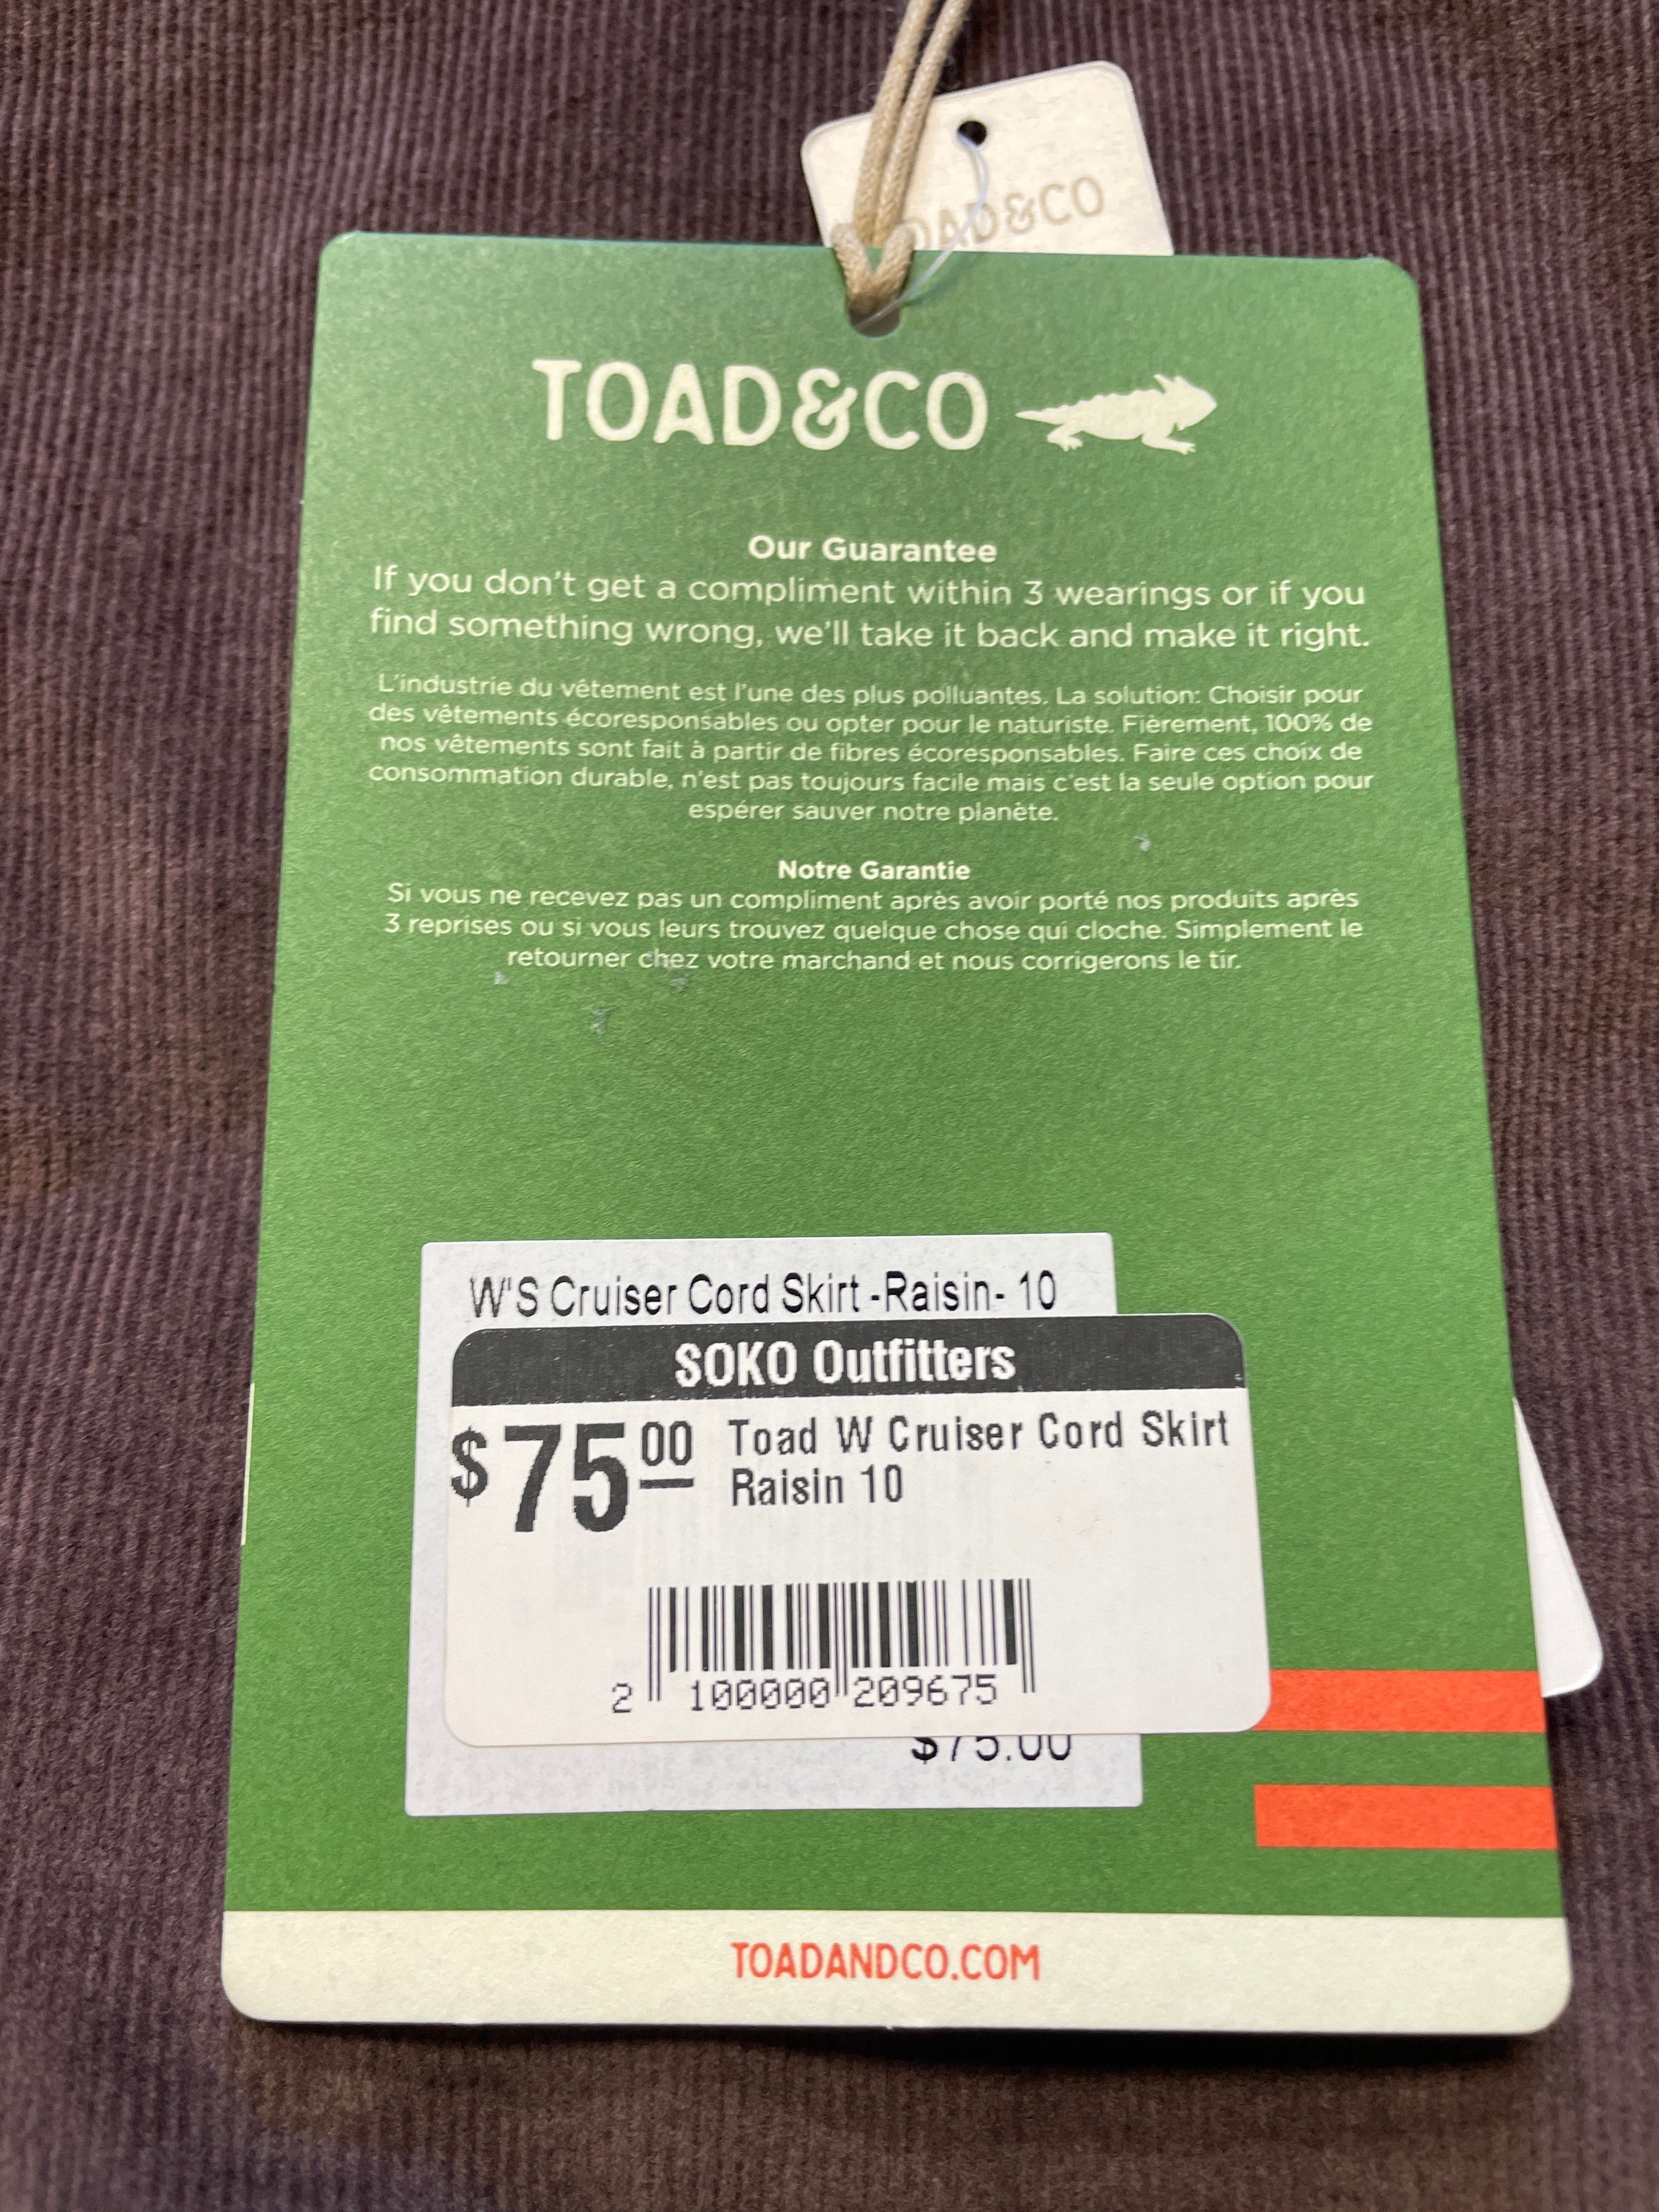 TOAD&CO
TOAD&CO
Our Guarantee
If you don't get a compliment within 3 wearings or if you
find something wrong, we'll take it back and make it right.
L'industrie du vêtement est l'une des plus polluantes. La solution: Choisir pour
des vêtements écoresponsables ou opter pour le naturiste. Fièrement, 100% de
nos vêtements sont fait à partir de fibres écoresponsables. Faire ces choix de
consommation durable, n'est pas toujours facile mais c'est la seule option pour
espérer sauver notre planète.
Notre Garantie
Si vous ne recevez pas un compliment après avoir porté nos produits après
3 reprises ou si vous leurs trouvez quelque chose qui cloche. Simplement le
retourner chez votre marchand et nous corrigerons le tir.
W'S Cruiser Cord Skirt -Raisin- 10
SOKO Outfitters
$75.00 Toad W Cruiser Cord Skirt
Raisin 10
2 100000 209675
$75.00
TOADANDCO.COM